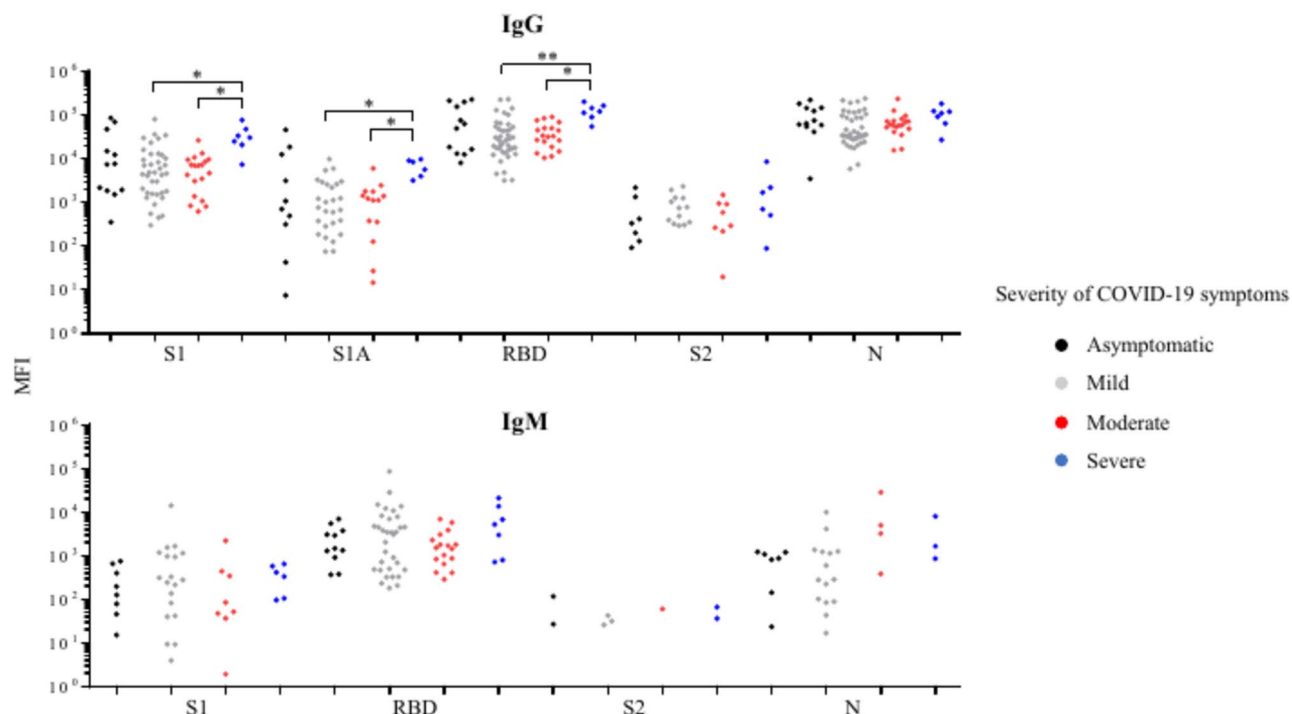 IgG
*
*
*
*
**
*
10⁶
10⁵
10⁴
10³
10²
10¹
10⁰
S1 S1A RBD S2 N
MFI
IgM
10⁶
10⁵
10⁴
10³
10²
10¹
10⁰
S1 RBD S2 N
Severity of COVID-19 symptoms
Asymptomatic
Mild
Moderate
Severe